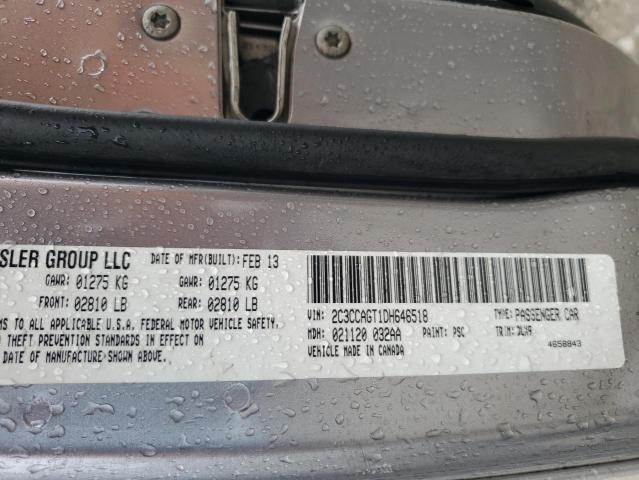 SLER GROUP LLC DATE OF MFR(BUILT): FEB 13
GAWR: 01275 KG GAWR: 01275 KG
FRONT: 02810 LB REAR: 02810 LB
MS TO ALL APPLICABLE U.S.A. FEDERAL MOTOR VEHICLE SAFETY,
THEFT PREVENTION STANDARDS IN EFFECT ON
DATE OF MANUFACTURE SHOWN ABOVE.
VIN: 2C3CCAGT1DH646518 TYPE: PASSENGER CAR
MDH: 021120 032AA PAINT: PSC TRIM: DLX9
VEHICLE MADE IN CANADA 4658843